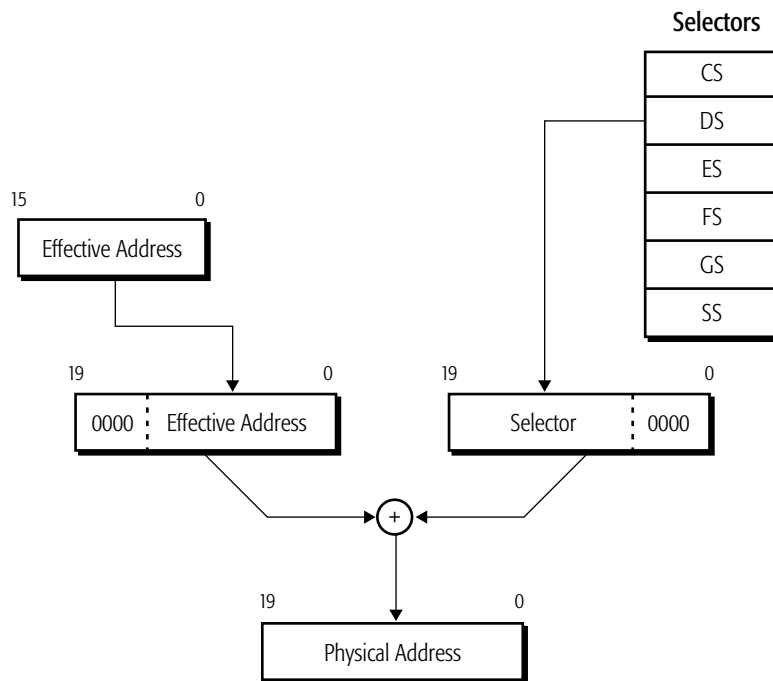 Selectors
CS
DS
ES
FS
GS
SS
15 0
Effective Address
19 0
0000 Effective Address
19 0
Selector 0000
+
19 0
Physical Address